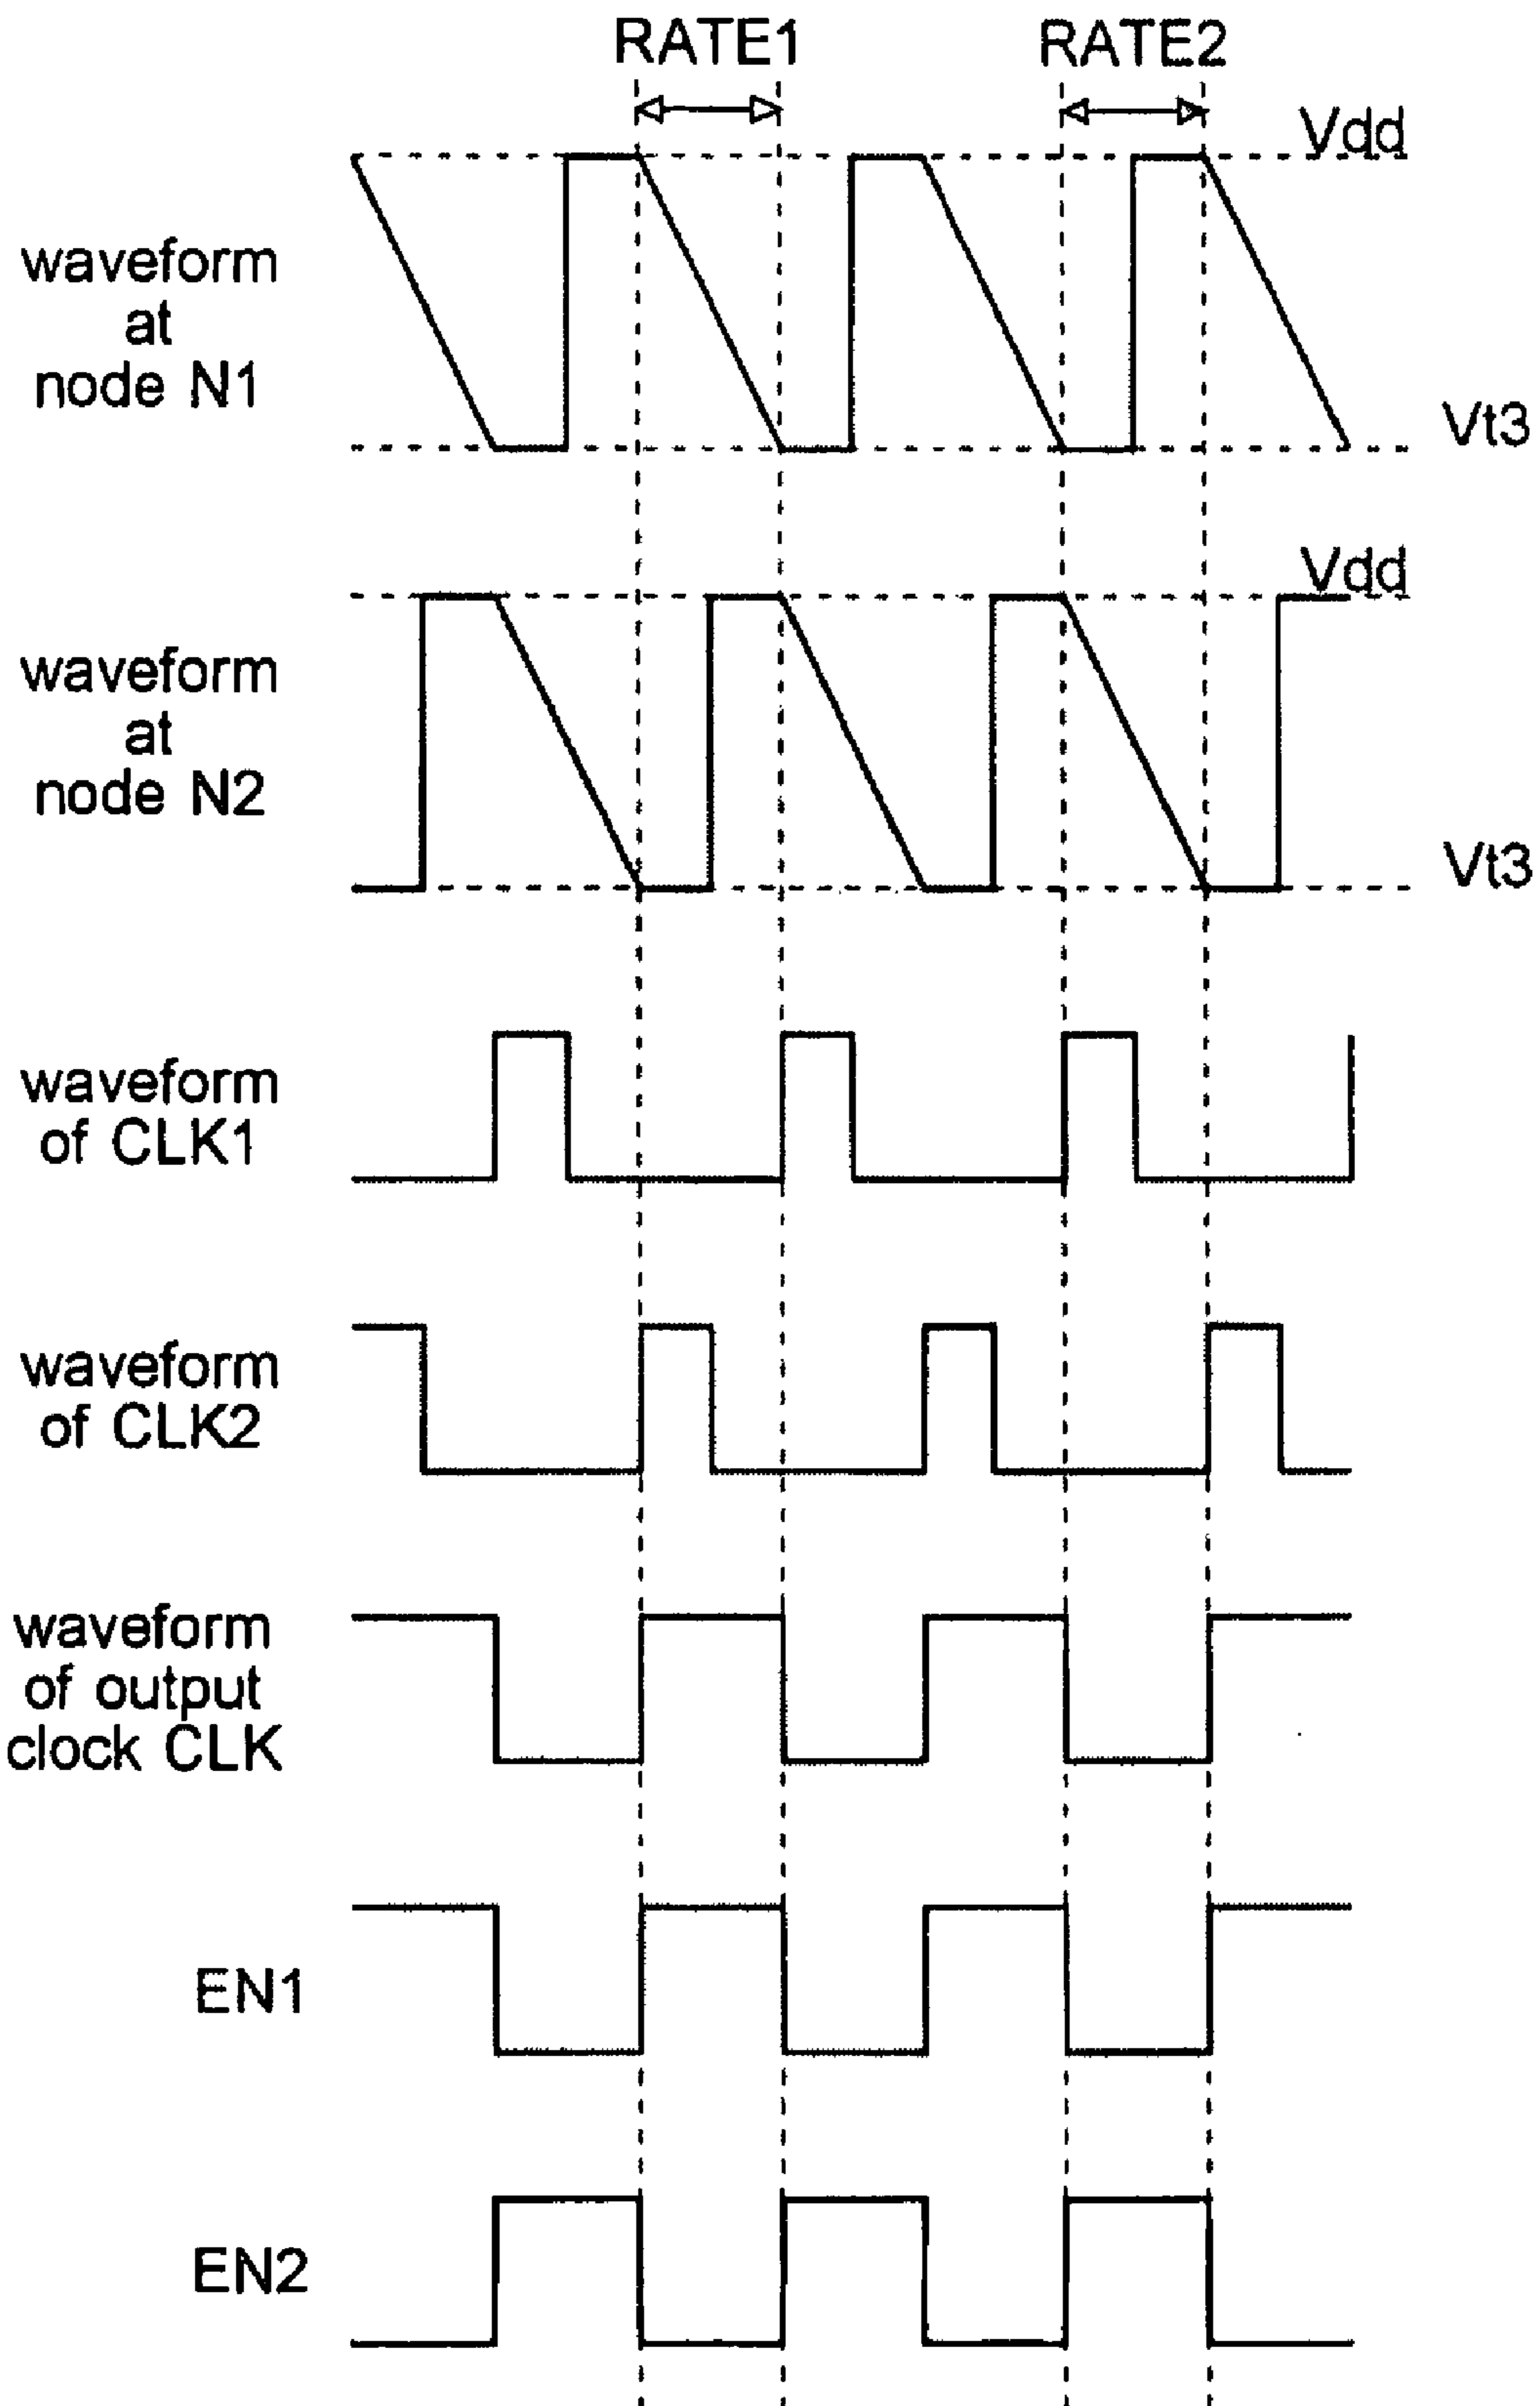 RATE1
RATE2
Vdd
waveform
at
node N1
Vt3
Vdd
waveform
at
node N2
Vt3
waveform
of CLK1
waveform
of CLK2
waveform
of output
clock CLK
EN1
EN2